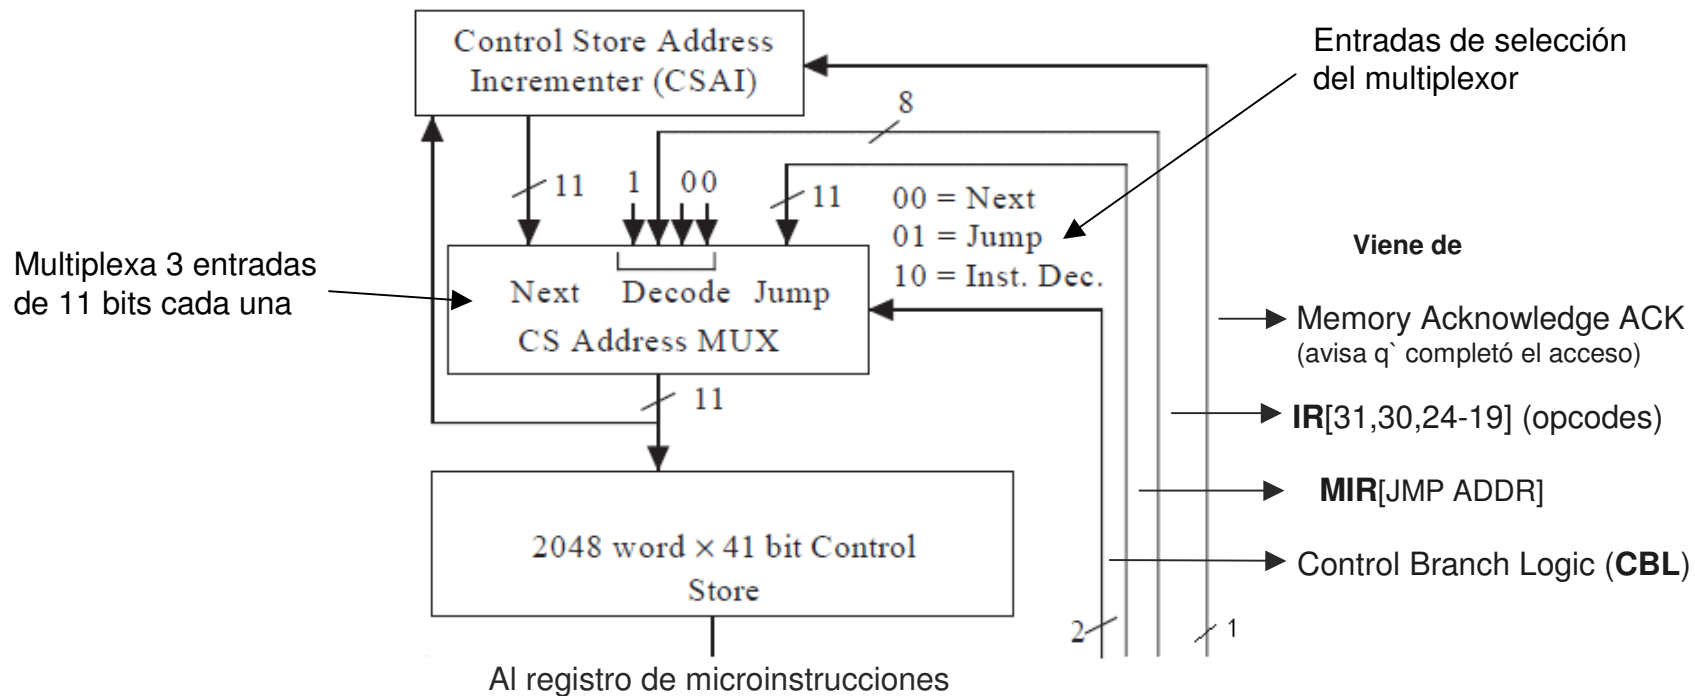 Control Store Address
Incrementer (CSAI)
Entradas de selección
del multiplexor
8
11
1
00
11
00 = Next
01 = Jump
10 = Inst. Dec.
Multiplexa 3 entradas
de 11 bits cada una
Next Decode Jump
CS Address MUX
11
Viene de
Memory Acknowledge ACK
(avisa q` completó el acceso)
IR[31,30,24-19] (opcodes)
MIR[JMP ADDR]
Control Branch Logic (CBL)
2048 word × 41 bit Control
Store
2
1
Al registro de microinstrucciones